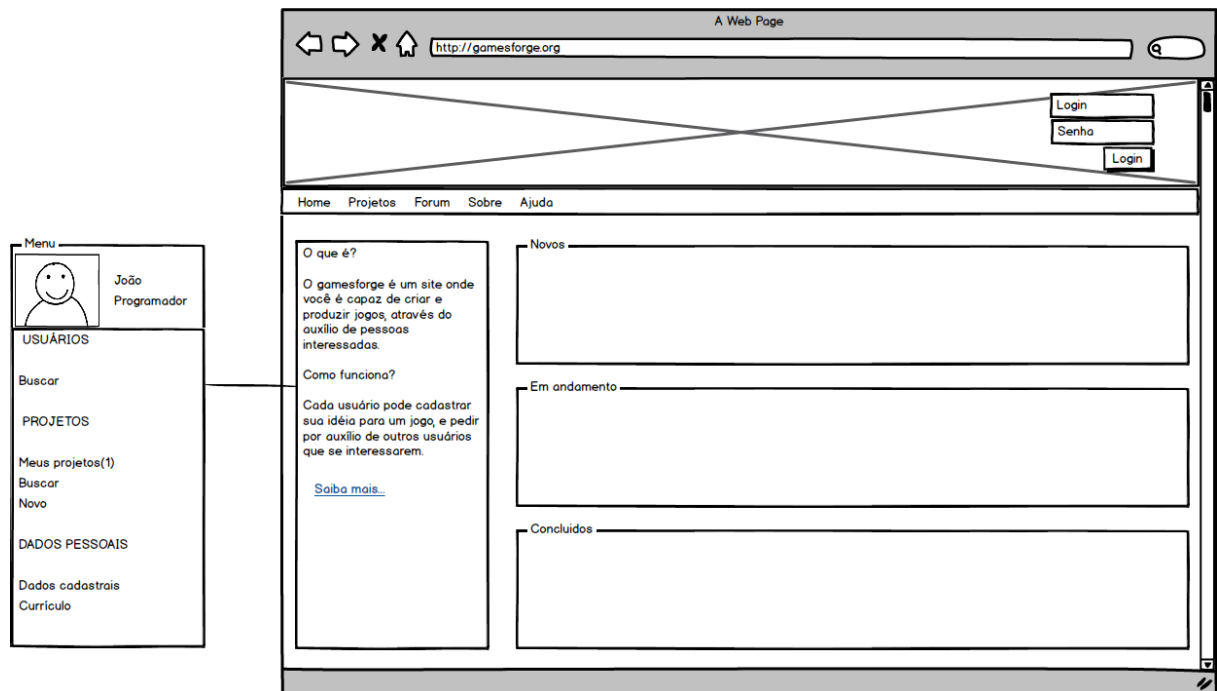 A Web Page
http://gamesforge.org
Login
Senha
Login
Home Projetos Forum Sobre Ajuda
Menu
João
Programador
USUÁRIOS
Buscar
PROJETOS
Meus projetos(1)
Buscar
Novo
DADOS PESSOAIS
Dados cadastrais
Currículo
O que é?
O gamesforge é um site onde
você é capaz de criar e
produzir jogos, através do
auxílio de pessoas
interessadas.
Como funciona?
Cada usuário pode cadastrar
sua idéia para um jogo, e pedir
por auxílio de outros usuários
que se interessarem.
Saiba mais...
Novos
Em andamento
Concluidos